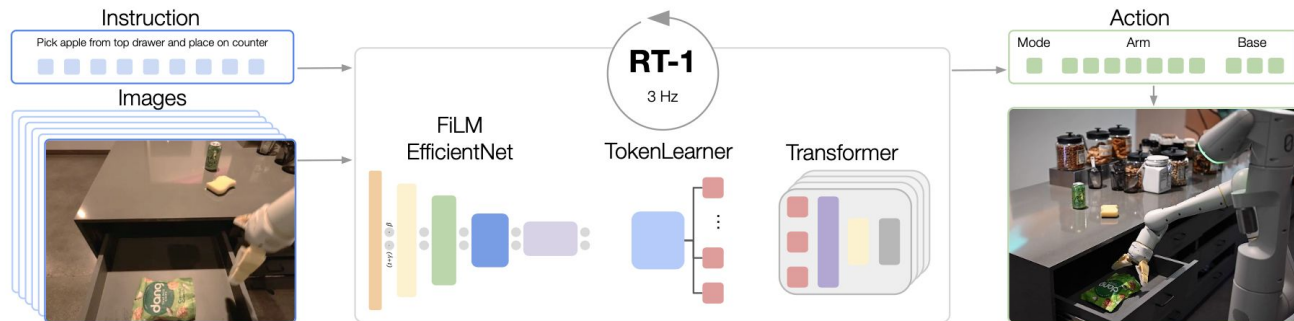 Instruction
Pick apple from top drawer and place on counter
Images
RT-1
3 Hz
FiLM
EfficientNet
TokenLearner
Transformer
Action
Mode Arm Base
dang